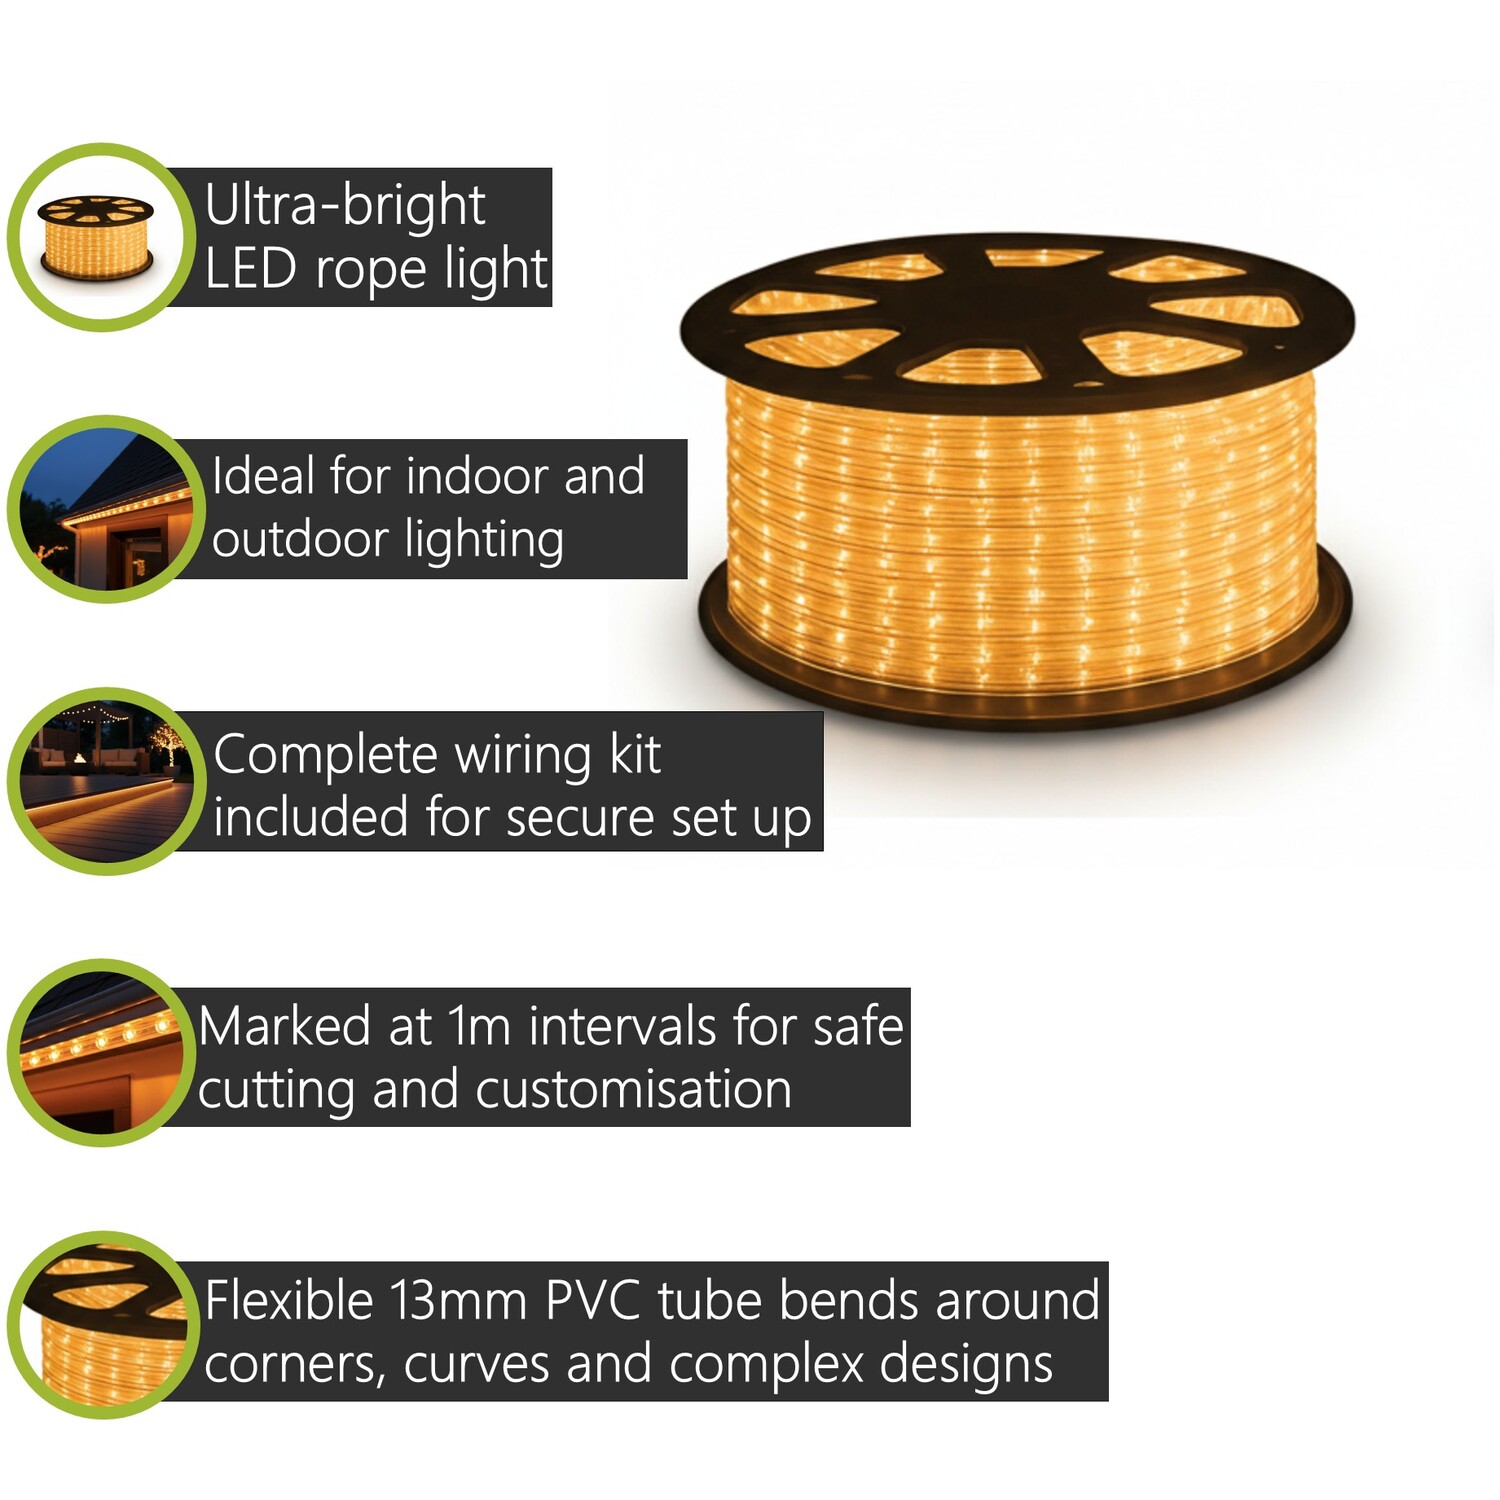 Ultra-bright
LED rope light
Ideal for indoor and
outdoor lighting
Complete wiring kit
included for secure set up
Marked at 1m intervals for safe
cutting and customisation
Flexible 13mm PVC tube bends around
corners, curves and complex designs